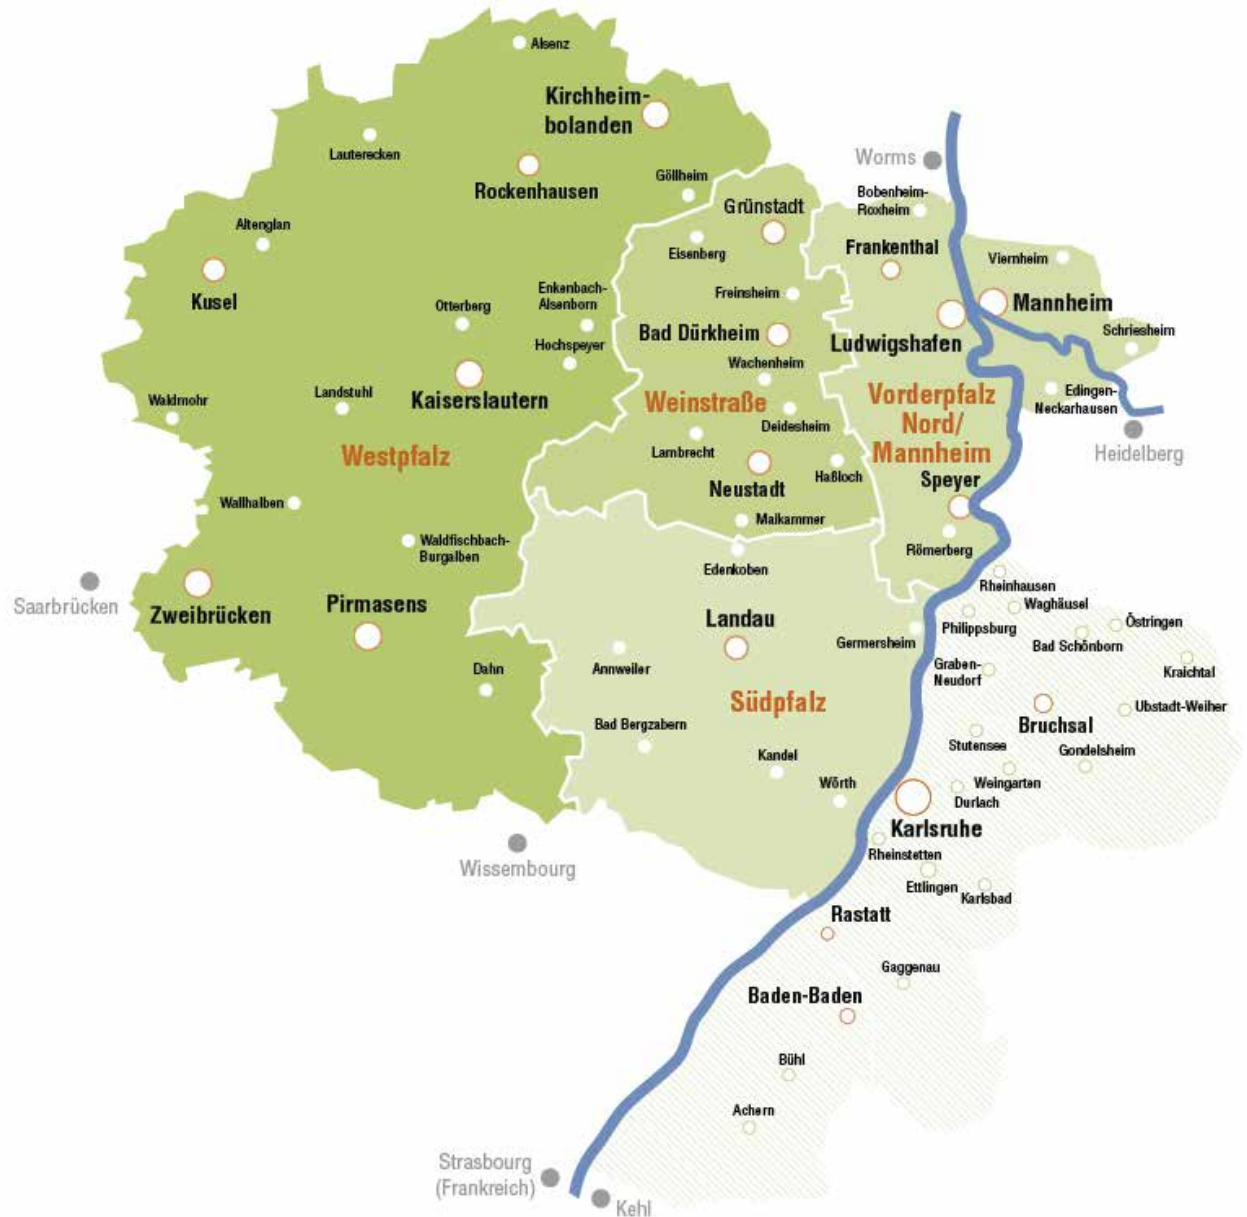 Alsenz
Kirchheim-
bolanden
Lauterecken
Rockenhausen
Göllheim
Worms
Bobenheim-
Roxheim
Grünstadt
Altenglan
Eisenberg
Frankenthal
Viernheim
Kusel
Enkenbach-
Alsenborn
Freinsheim
Otterberg
Mannheim
Bad Dürkheim
Ludwigshafen
Schriesheim
Hochspeyer
Wachenheim
Landstuhl
Kaiserslautern
Waldmohr
Weinstraße
Vorderpfalz
Nord/
Mannheim
Edingen-
Neckarhausen
Deidesheim
Westpfalz
Lambrecht
Heidelberg
Haßloch
Speyer
Neustadt
Wallhalben
Maikammer
Waldfischbach-
Burgalben
Römerberg
Edenkoben
Saarbrücken
Rheinhausen
Zweibrücken
Pirmasens
Landau
Waghäusel
Philippsburg
Östringen
Germersheim
Bad Schönborn
Dahn
Annweiler
Graben-
Neudorf
Kraichtal
Südpfalz
Ubstadt-Weiher
Bad Bergzabern
Bruchsal
Stutensee
Gondelsheim
Kandel
Wörth
Weingarten
Durlach
Karlsruhe
Wissembourg
Rheinstetten
Ettlingen
Karlsbad
Rastatt
Gaggenau
Baden-Baden
Bühl
Achern
Strasbourg
(Frankreich)
Kehl